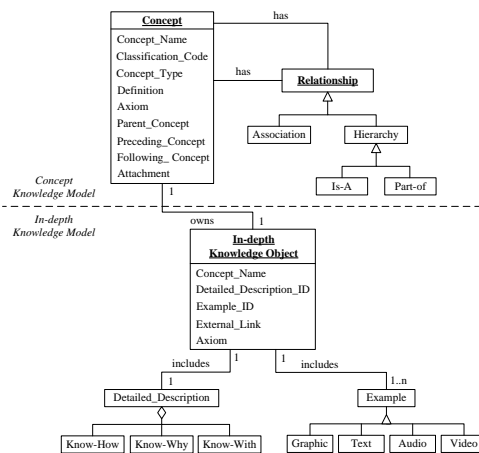 Concept
Concept_Name
Classification_Code
Concept_Type
Definition
Axiom
Parent_Concept
Preceding_Concept
Following_ Concept
Attachment
has
has
Relationship
Association
Hierarchy
Is-A
Part-of
Concept
Knowledge Model
In-depth
Knowledge Model
1
owns
1
In-depth
Knowledge Object
Concept_Name
Detailed_Description_ID
Example_ID
External_Link
Axiom
includes
1
1
includes
1
1..n
Detailed_Description
Example
Know-How
Know-Why
Know-With
Graphic
Text
Audio
Video